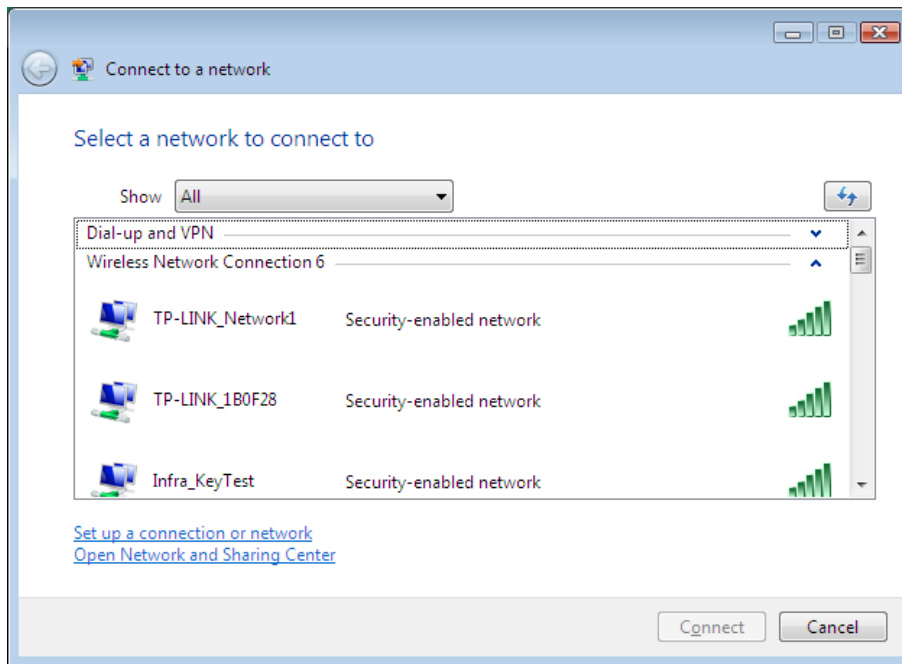 Connect to a network
Select a network to connect to
Show All
Dial-up and VPN
Wireless Network Connection 6
TP-LINK_Network1 Security-enabled network
TP-LINK_1B0F28 Security-enabled network
Infra_KeyTest Security-enabled network
Set up a connection or network
Open Network and Sharing Center
Connect Cancel